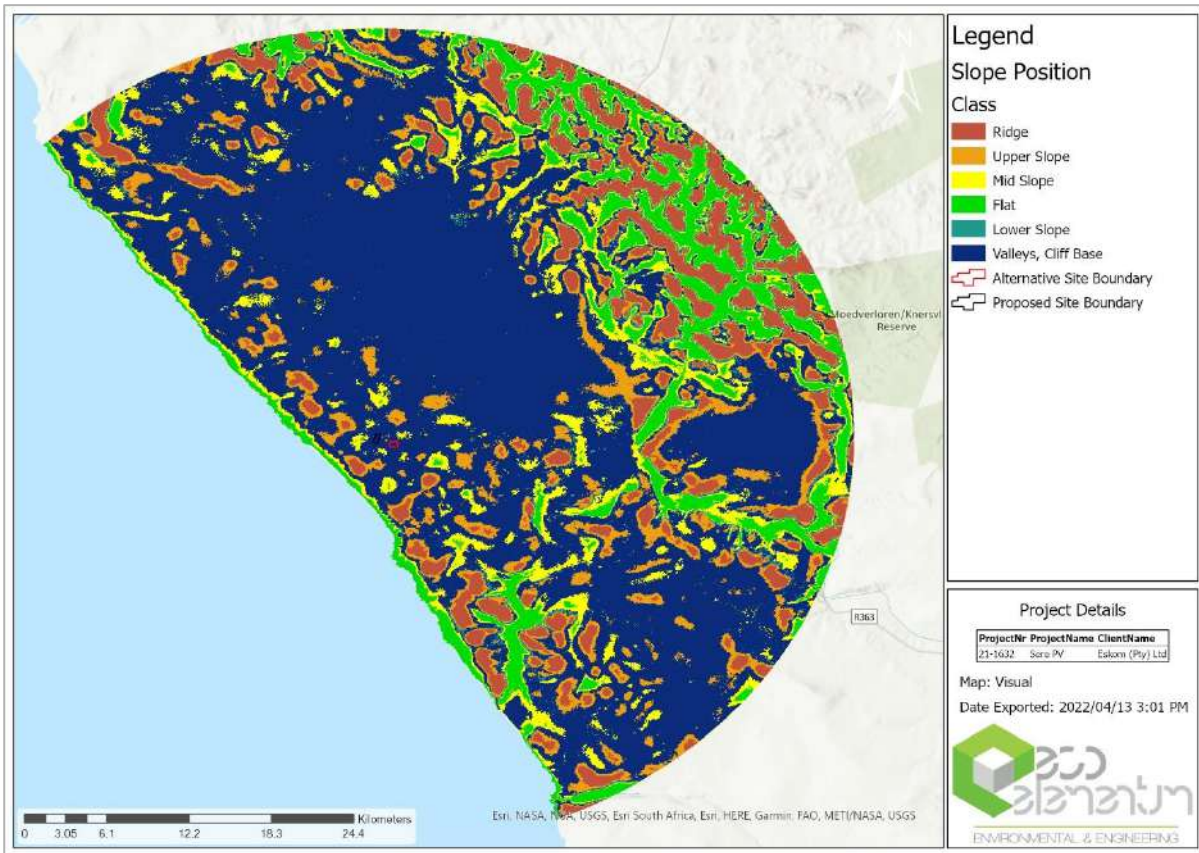 N
Moedverloren/Knersvl
Reserve
R363
Kilometers
0 3.05 6.1 12.2 18.3 24.4
Esri, NASA, NGA, USGS, Esri South Africa, Esri, HERE, Garmin, FAO, METI/NASA, USGS
Legend
Slope Position
Class
Ridge
Upper Slope
Mid Slope
Flat
Lower Slope
Valleys, Cliff Base
Alternative Site Boundary
Proposed Site Boundary
Project Details
ProjectNr ProjectName ClientName
21-1632 Sere PV Eskom (Pty) Ltd
Map: Visual
Date Exported: 2022/04/13 3:01 PM
eco
elementum
ENVIRONMENTAL & ENGINEERING